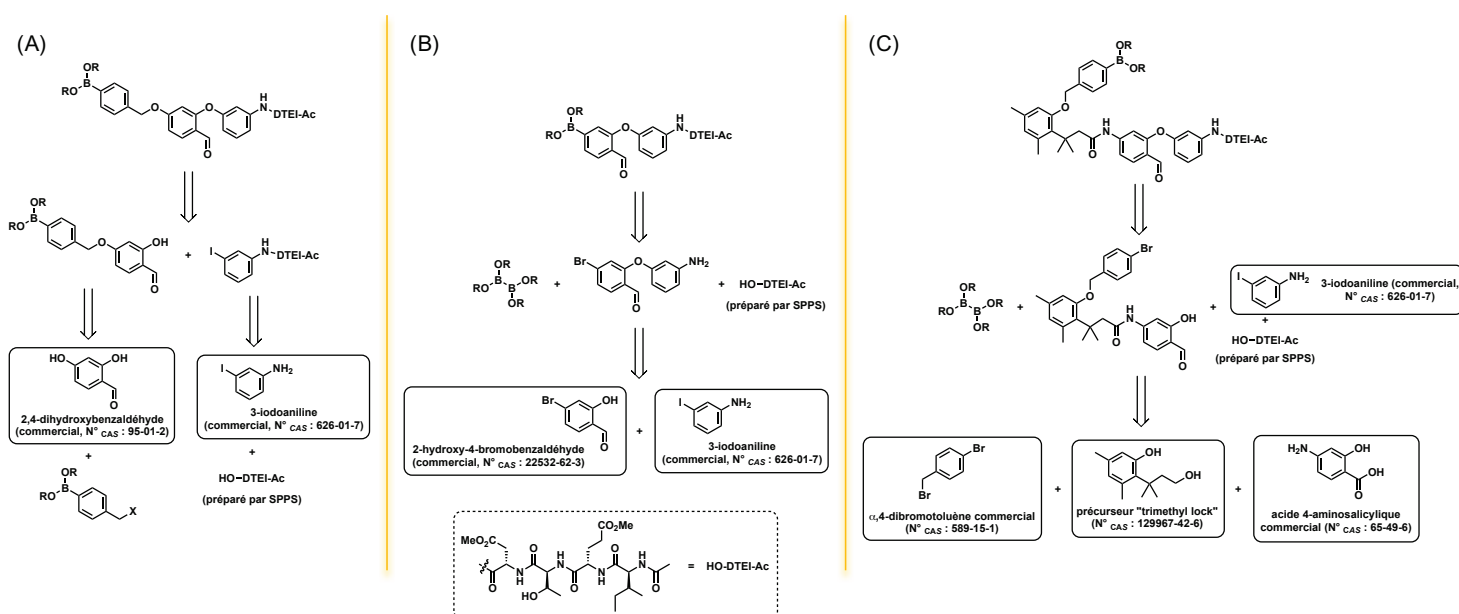 (A)
OR
B
RO
O
O
H
N
DTEI-Ac
O
OR
B
RO
O
OH
O
+
I
H
N
DTEI-Ac
HO
OH
O
2,4-dihydroxybenzaldéhyde
(commercial, N° CAS : 95-01-2)
I
NH2
3-iodoaniline
(commercial, N° CAS : 626-01-7)
+
+
OR
B
RO
X
HO-DTEI-Ac
(préparé par SPPS)
(B)
OR
B
RO
O
H
N
DTEI-Ac
O
OR
RO B
B OR
OR
+
Br
O
NH2
O
+
HO-DTEI-Ac
(préparé par SPPS)
Br
OH
O
2-hydroxy-4-bromobenzaldéhyde
(commercial, N° CAS : 22532-62-3)
+
I
NH2
3-iodoaniline
(commercial, N° CAS : 626-01-7)
CO2Me
MeO2C
O
O
H
N
O
N
H
O
H
N
O
N
H
HO
= HO-DTEI-Ac
(C)
OR
B
OR
O
H
N
O
O
H
N
DTEI-Ac
O
OR
RO B
B OR
OR
+
Br
O
H
N
O
OH
O
+
I
NH2
3-iodoaniline (commercial,
N° CAS : 626-01-7)
+
HO-DTEI-Ac
(préparé par SPPS)
Br
Br
α,4-dibromotoluène commercial
(N° CAS : 589-15-1)
+
OH
OH
précurseur "trimethyl lock"
(N° CAS : 129967-42-6)
+
H2N
OH
OH
O
acide 4-aminosalicylique
commercial (N° CAS : 65-49-6)